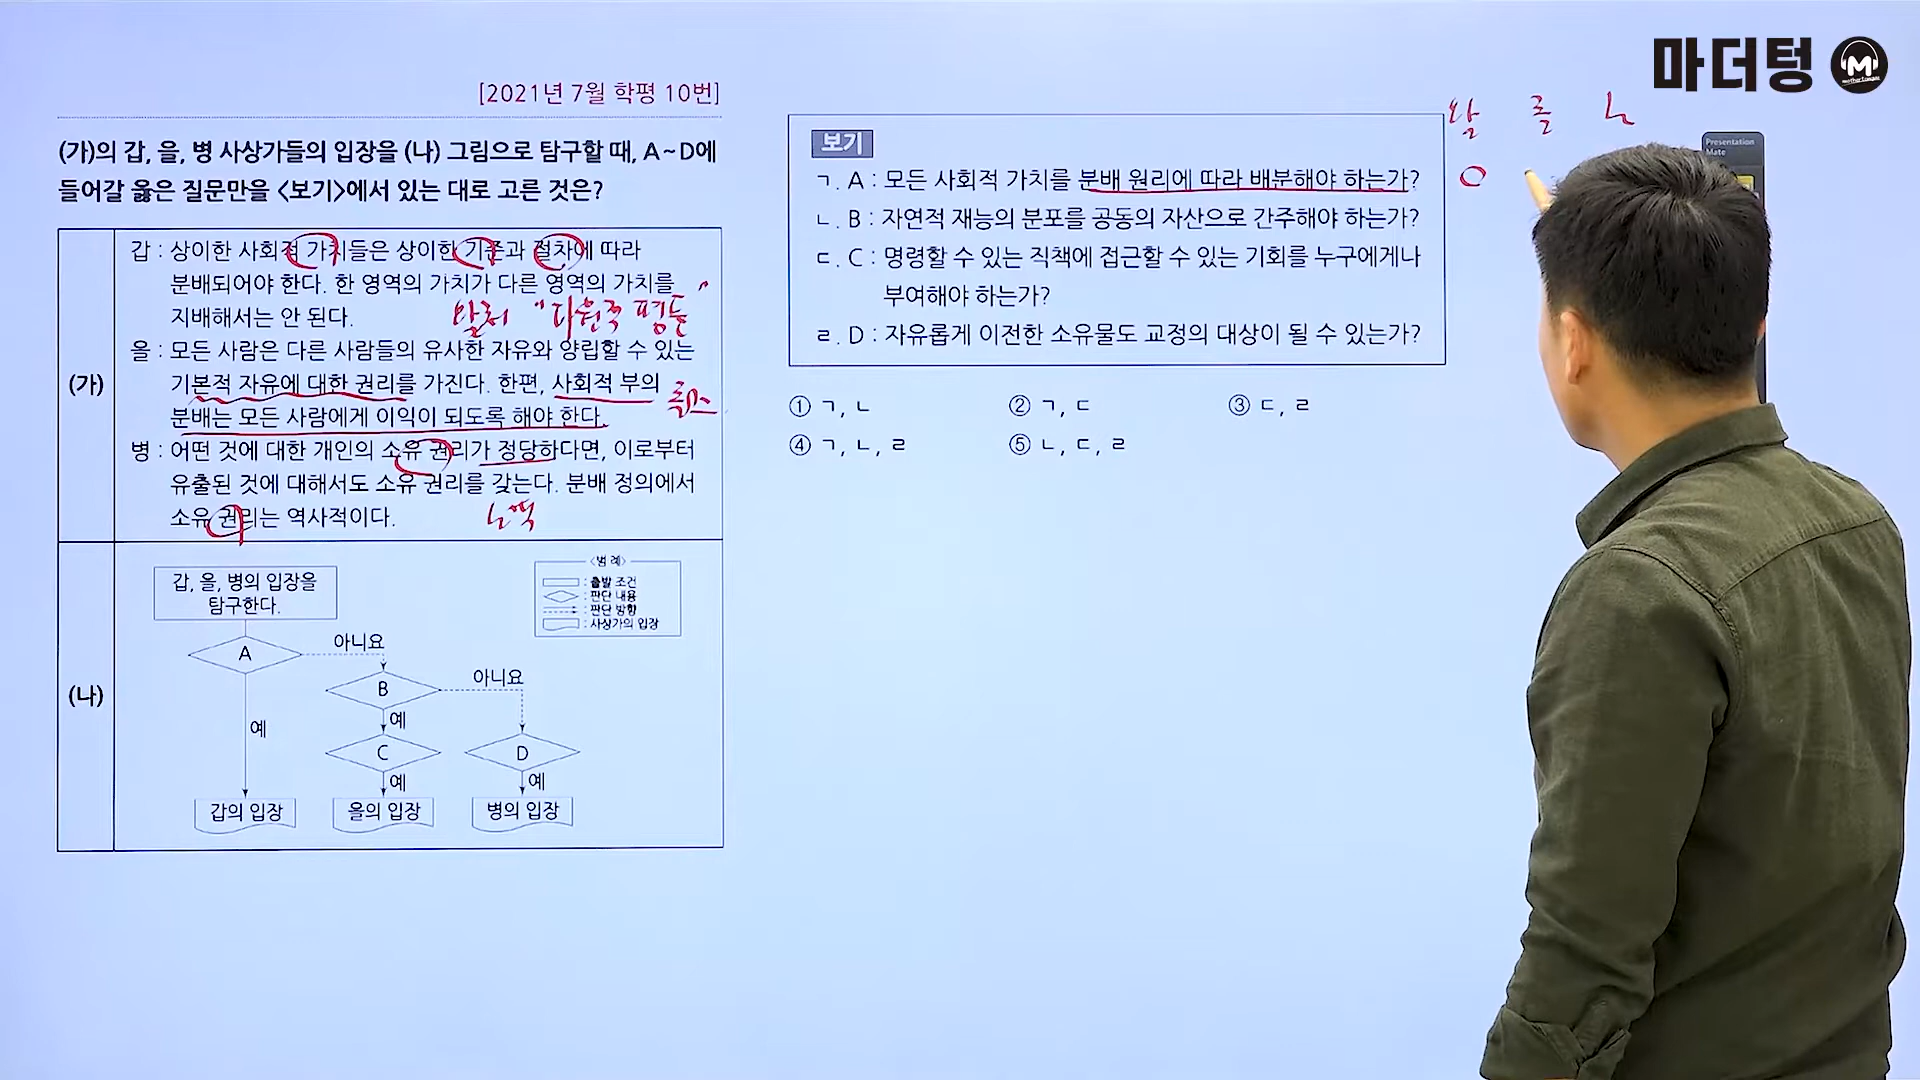 마더텅
[2021년 7월 학평 10번]
(가)의 갑, 을, 병 사상가들의 입장을 (나) 그림으로 탐구할 때, A~D에
들어갈 옳은 질문만을 <보기>에서 있는 대로 고른 것은?
(가)
갑 : 상이한 사회적 가치들은 상이한 기준과 절차에 따라
분배되어야 한다. 한 영역의 가치가 다른 영역의 가치를
지배해서는 안 된다.
왈처 "다원적 평등"
을 : 모든 사람은 다른 사람들의 유사한 자유와 양립할 수 있는
기본적 자유에 대한 권리를 가진다. 한편, 사회적 부의
롤스
분배는 모든 사람에게 이익이 되도록 해야 한다.
병 : 어떤 것에 대한 개인의 소유 권리가 정당하다면, 이로부터
유출된 것에 대해서도 소유 권리를 갖는다. 분배 정의에서
소유 권리는 역사적이다.
노직
(나)
갑, 을, 병의 입장을
탐구한다.
<범 례>
: 출발 조건
: 판단 내용
: 판단 방향
: 사상가의 입장
A
아니요
B
아니요
예
예
C
D
예
예
갑의 입장
을의 입장
병의 입장
보기
ㄱ. A : 모든 사회적 가치를 분배 원리에 따라 배분해야 하는가?
ㄴ. B : 자연적 재능의 분포를 공동의 자산으로 간주해야 하는가?
ㄷ. C : 명령할 수 있는 직책에 접근할 수 있는 기회를 누구에게나
부여해야 하는가?
ㄹ. D : 자유롭게 이전한 소유물도 교정의 대상이 될 수 있는가?
① ㄱ, ㄴ
② ㄱ, ㄷ
③ ㄷ, ㄹ
④ ㄱ, ㄴ, ㄹ
⑤ ㄴ, ㄷ, ㄹ
왈 롤 노
O
Presentation
Mate